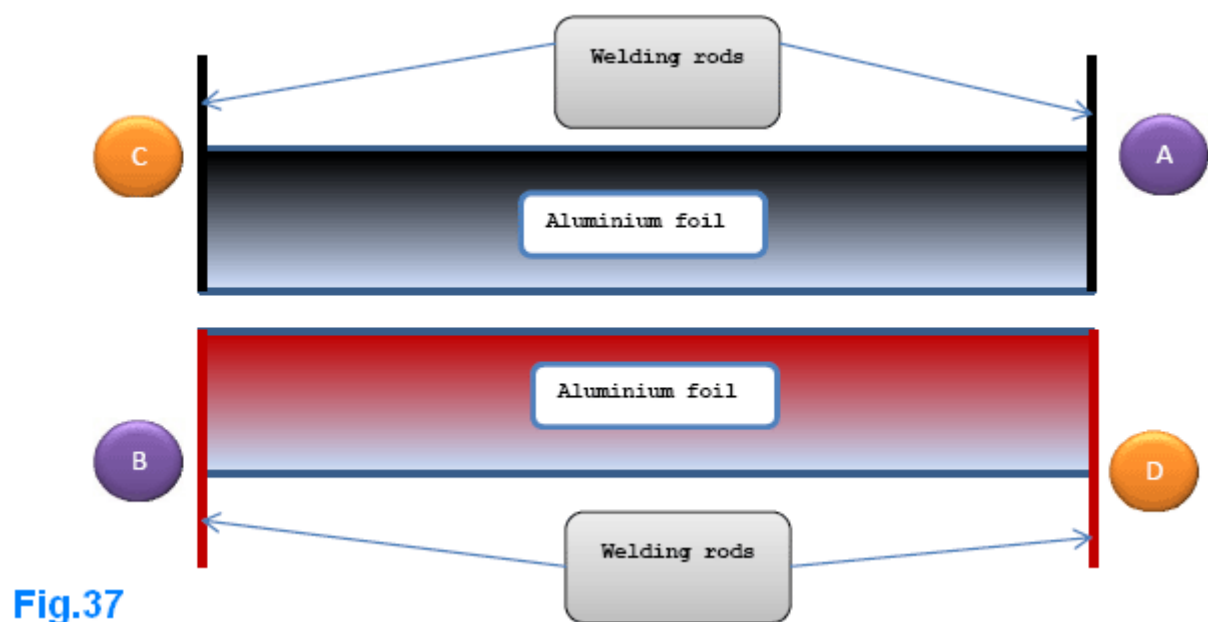 Welding rods
C
A
Aluminium foil
Aluminium foil
B
D
Welding rods
Fig.37